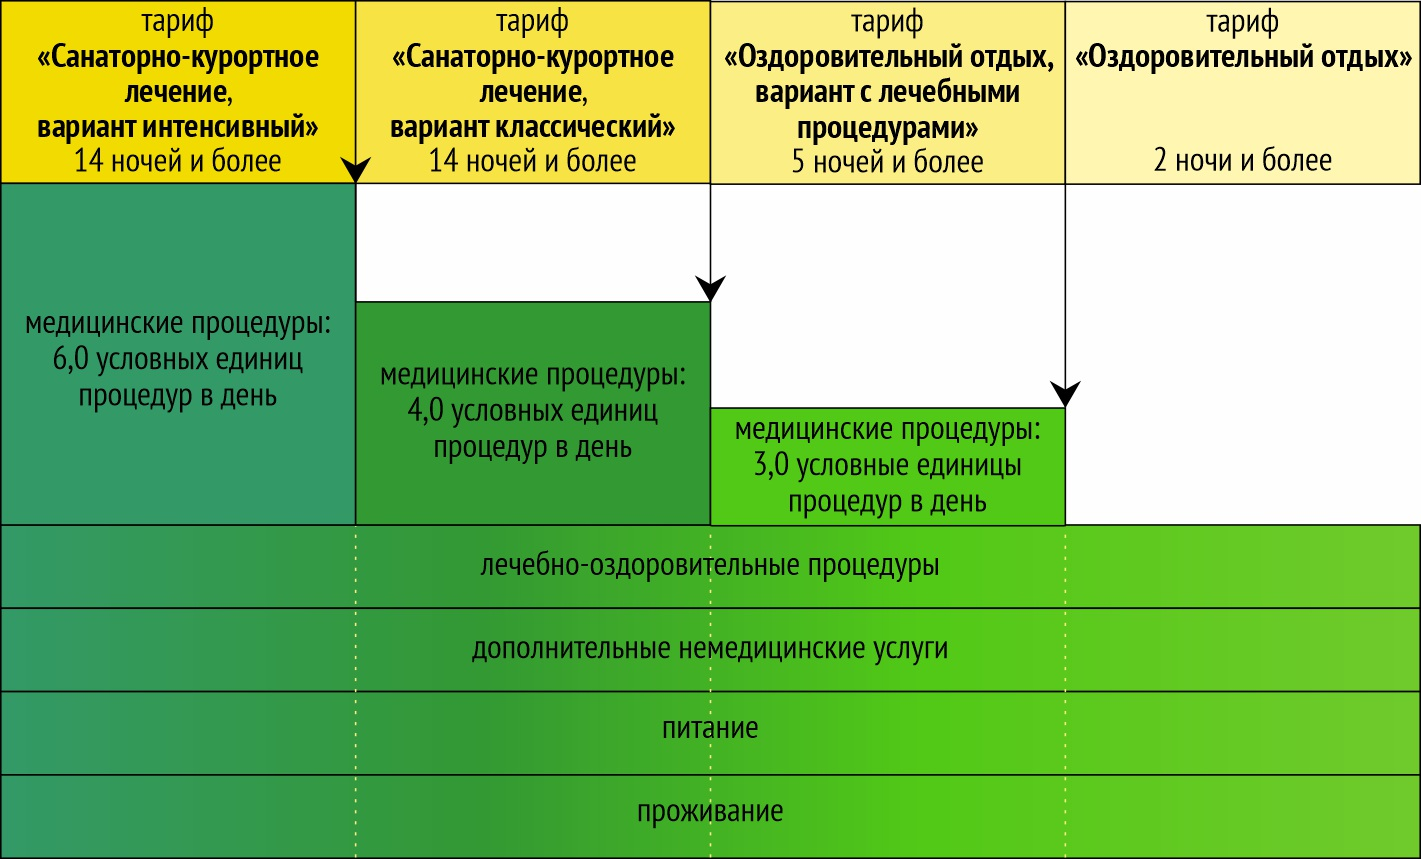 тариф
«Санаторно-курортное
лечение,
вариант интенсивный»
14 ночей и более
тариф
«Санаторно-курортное
лечение,
вариант классический»
14 ночей и более
тариф
«Оздоровительный отдых,
вариант с лечебными
процедурами»
5 ночей и более
тариф
«Оздоровительный отдых»
2 ночи и более
медицинские процедуры:
6,0 условных единиц
процедур в день
медицинские процедуры:
4,0 условных единиц
процедур в день
медицинские процедуры:
3,0 условные единицы
процедур в день
лечебно-оздоровительные процедуры
дополнительные немедицинские услуги
питание
проживание